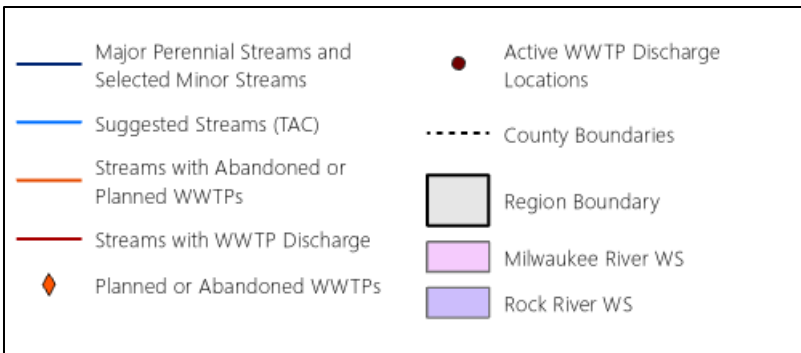 Major Perennial Streams and
Selected Minor Streams
Suggested Streams (TAC)
Streams with Abandoned or
Planned WWTPs
Streams with WWTP Discharge
Planned or Abandoned WWTPs
Active WWTP Discharge
Locations
County Boundaries
Region Boundary
Milwaukee River WS
Rock River WS